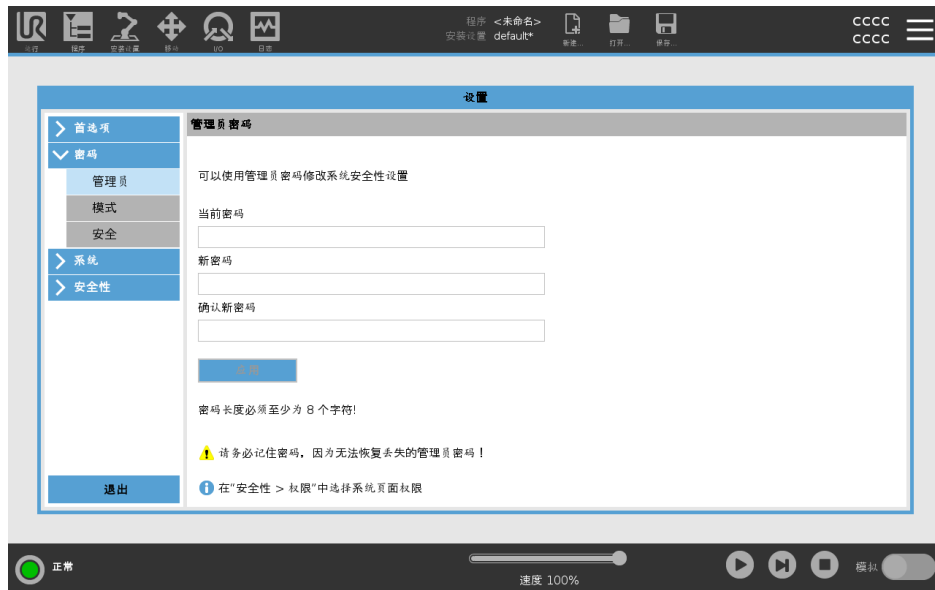 UR
程序 <未命名>
安装设置 default*
cccc
cccc
运行
程序
安装设置
移动
I/O
日志
新建...
打开...
保存...
设置
首选项
密码
管理员
模式
安全
系统
安全性
退出
管理员密码
可以使用管理员密码修改系统安全性设置
当前密码
新密码
确认新密码
应用
密码长度必须至少为 8 个字符!
请务必记住密码，因为无法恢复丢失的管理员密码！
在"安全性 > 权限"中选择系统页面权限
正常
速度 100%
模拟